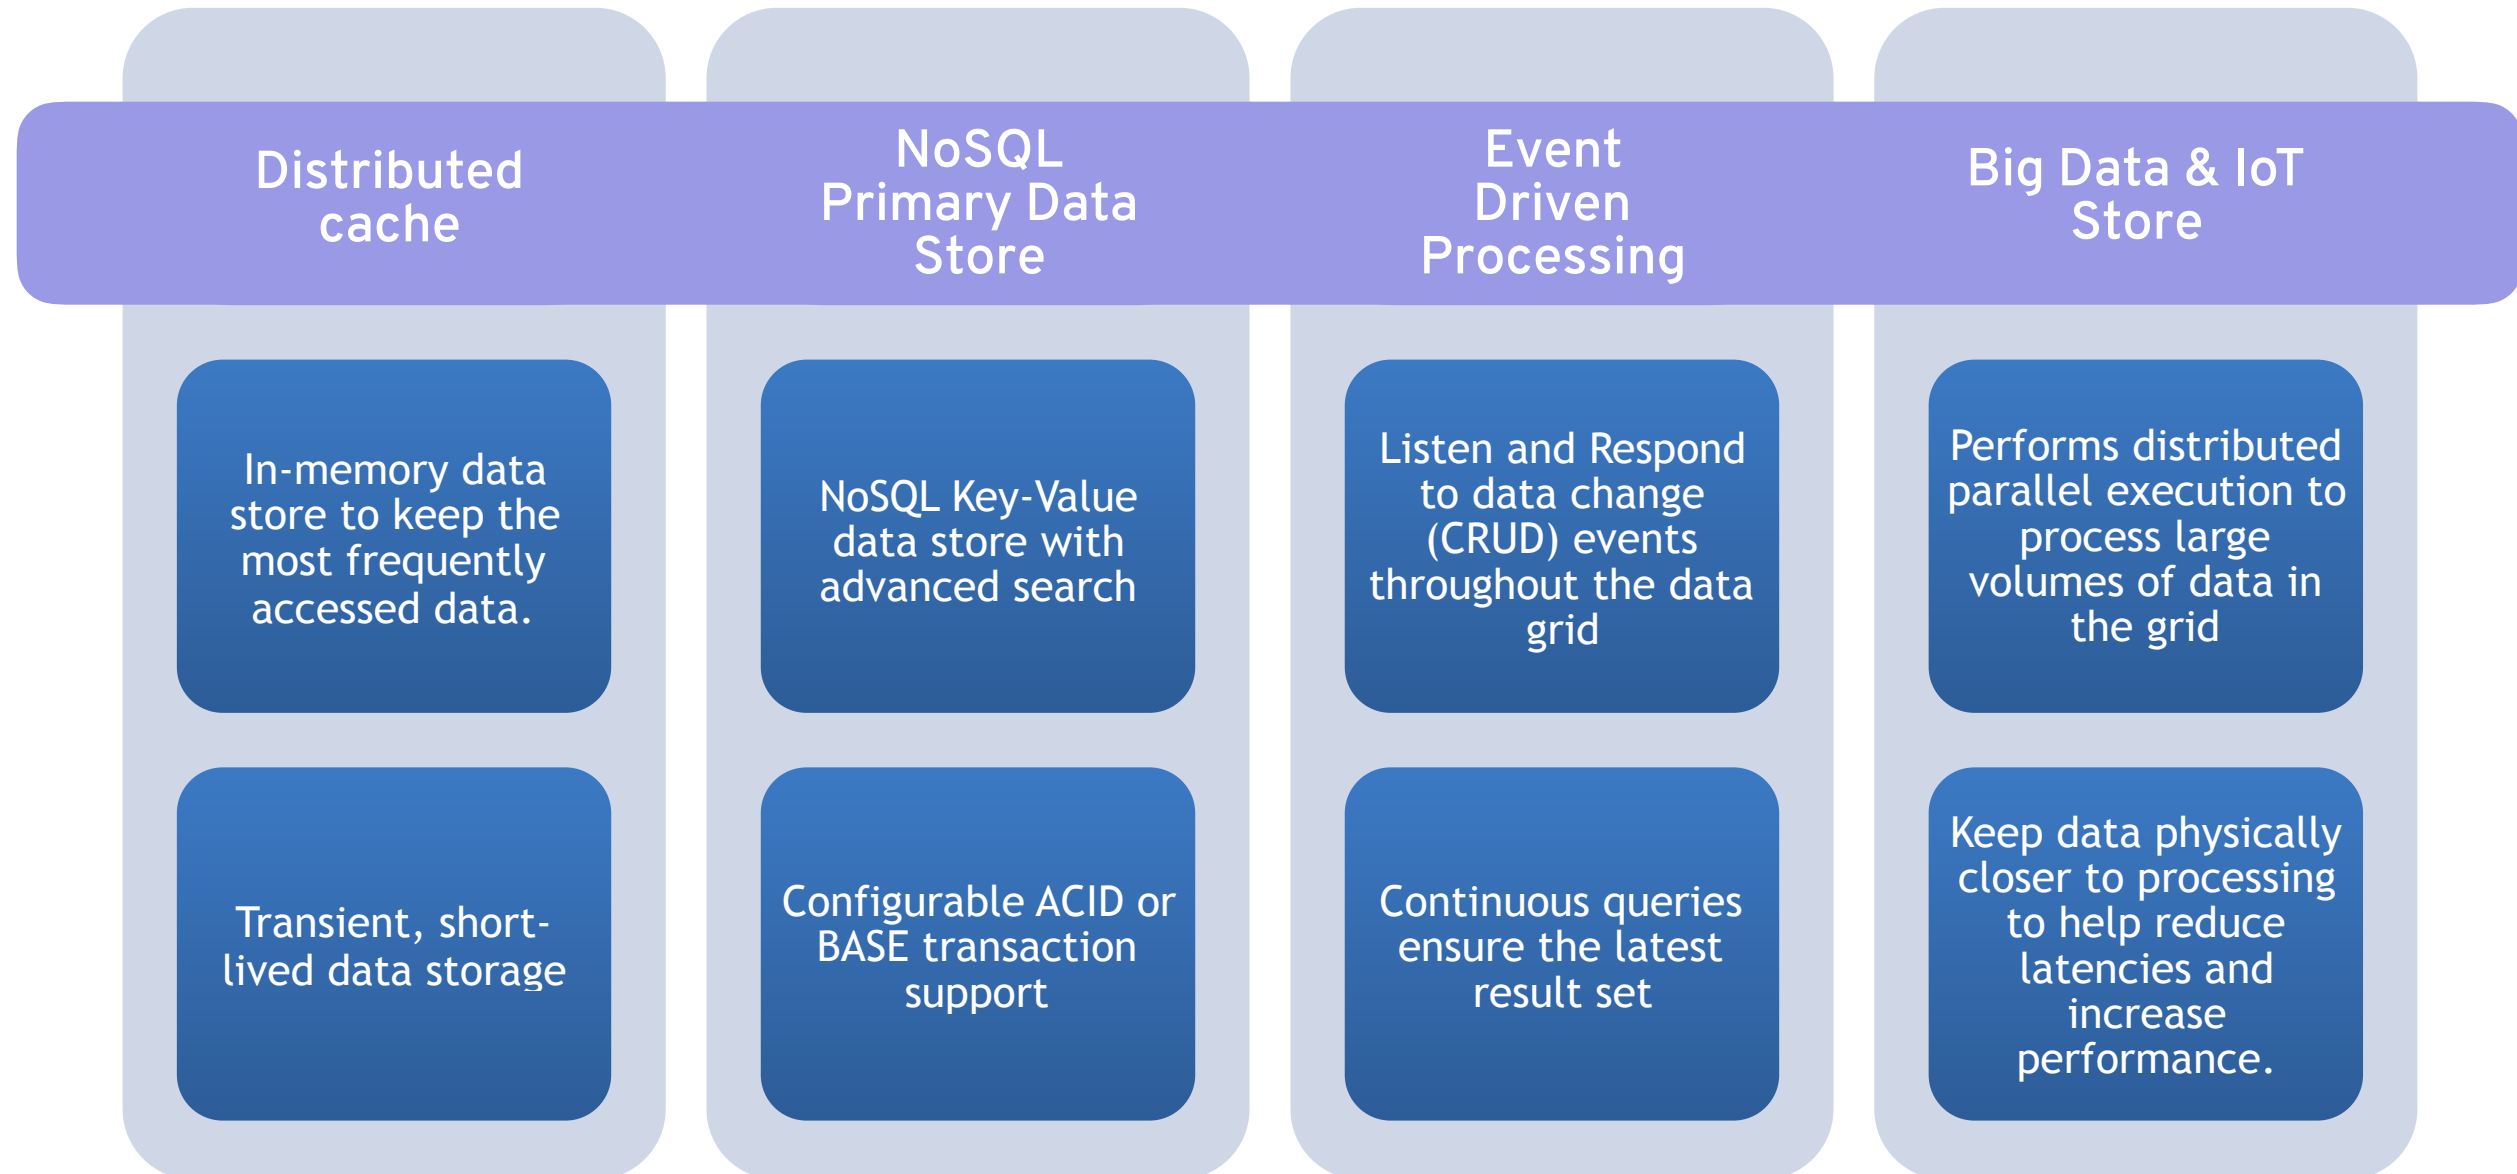 Distributed
cache
NoSQL
Primary Data
Store
Event
Driven
Processing
Big Data & IoT
Store
In-memory data
store to keep the
most frequently
accessed data.
NoSQL Key-Value
data store with
advanced search
Listen and Respond
to data change
(CRUD) events
throughout the data
grid
Performs distributed
parallel execution to
process large
volumes of data in
the grid
Transient, short-
lived data storage
Configurable ACID or
BASE transaction
support
Continuous queries
ensure the latest
result set
Keep data physically
closer to processing
to help reduce
latencies and
increase
performance.